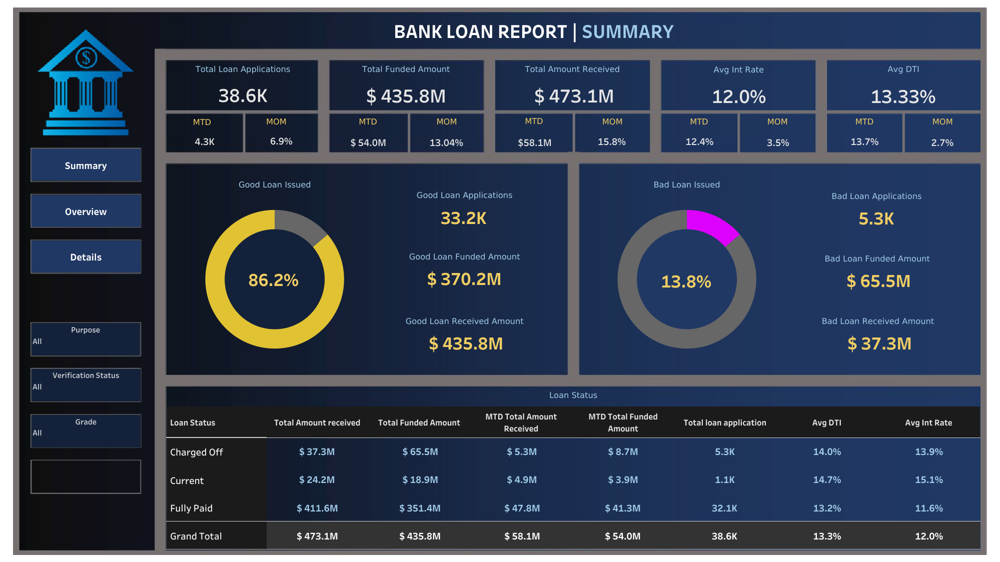 BANK LOAN REPORT | SUMMARY
$
Summary
Overview
Details
Purpose
All
Verification Status
All
Grade
All
Total Loan Applications
38.6K
MTD MOM
4.3K 6.9%
Total Funded Amount
$ 435.8M
MTD MOM
$ 54.0M 13.04%
Total Amount Received
$ 473.1M
MTD MOM
$58.1M 15.8%
Avg Int Rate
12.0%
MTD MOM
12.4% 3.5%
Avg DTI
13.33%
MTD MOM
13.7% 2.7%
Good Loan Issued
86.2%
Good Loan Applications
33.2K
Good Loan Funded Amount
$ 370.2M
Good Loan Received Amount
$ 435.8M
Bad Loan Issued
13.8%
Bad Loan Applications
5.3K
Bad Loan Funded Amount
$ 65.5M
Bad Loan Received Amount
$ 37.3M
Loan Status
Loan Status Total Amount received Total Funded Amount MTD Total Amount Received MTD Total Funded Amount Total loan application Avg DTI Avg Int Rate
Charged Off $ 37.3M $ 65.5M $ 5.3M $ 8.7M 5.3K 14.0% 13.9%
Current $ 24.2M $ 18.9M $ 4.9M $ 3.9M 1.1K 14.7% 15.1%
Fully Paid $ 411.6M $ 351.4M $ 47.8M $ 41.3M 32.1K 13.2% 11.6%
Grand Total $ 473.1M $ 435.8M $ 58.1M $ 54.0M 38.6K 13.3% 12.0%